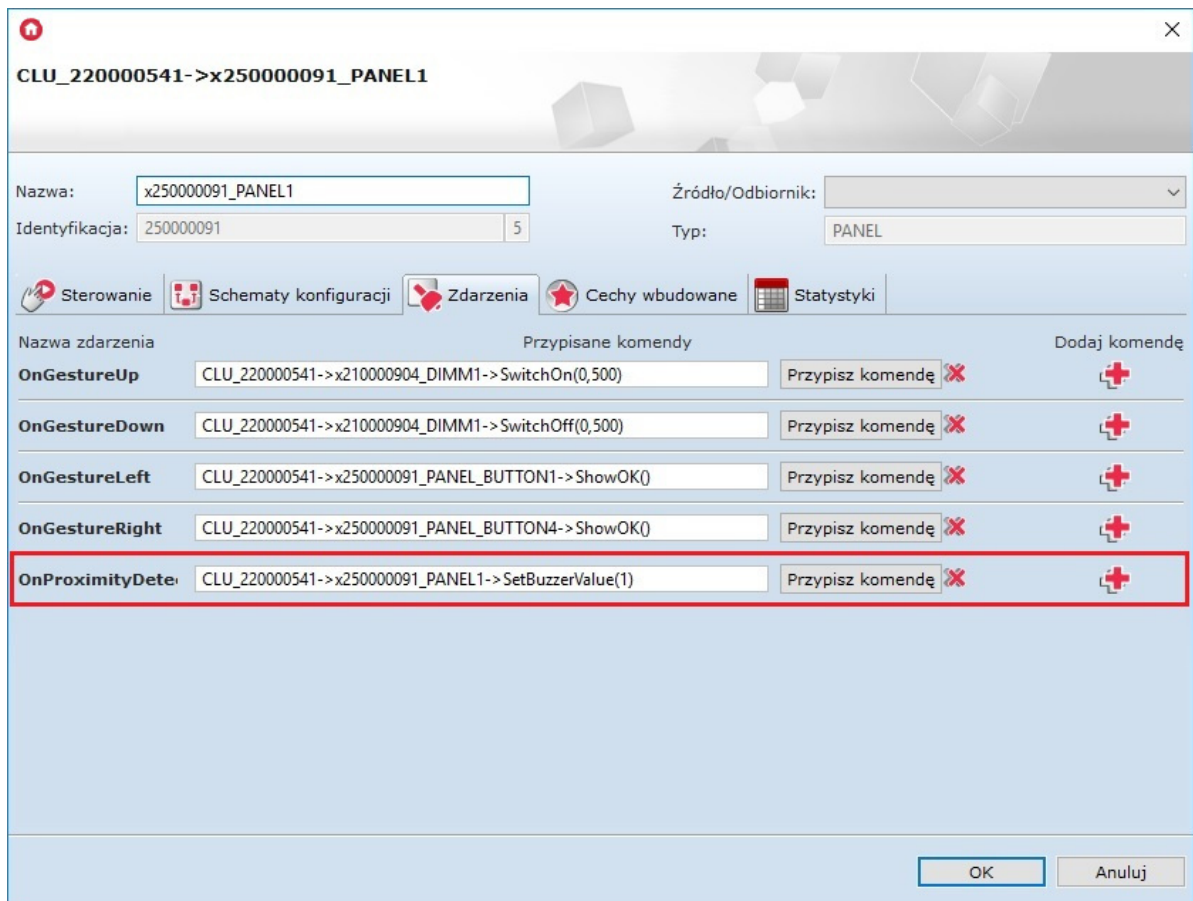 CLU_220000541->x250000091_PANEL1
Nazwa: x250000091_PANEL1 Źródło/Odbiornik:
Identyfikacja: 250000091 5 Typ: PANEL
Sterowanie Schematy konfiguracji Zdarzenia Cechy wbudowane Statystyki
Nazwa zdarzenia Przypisane komendy Dodaj komendę
OnGestureUp CLU_220000541->x210000904_DIMM1->SwitchOn(0,500) Przypisz komendę
OnGestureDown CLU_220000541->x210000904_DIMM1->SwitchOff(0,500) Przypisz komendę
OnGestureLeft CLU_220000541->x250000091_PANEL_BUTTON1->ShowOK() Przypisz komendę
OnGestureRight CLU_220000541->x250000091_PANEL_BUTTON4->ShowOK() Przypisz komendę
OnProximityDete CLU_220000541->x250000091_PANEL1->SetBuzzerValue(1) Przypisz komendę
OK Anuluj